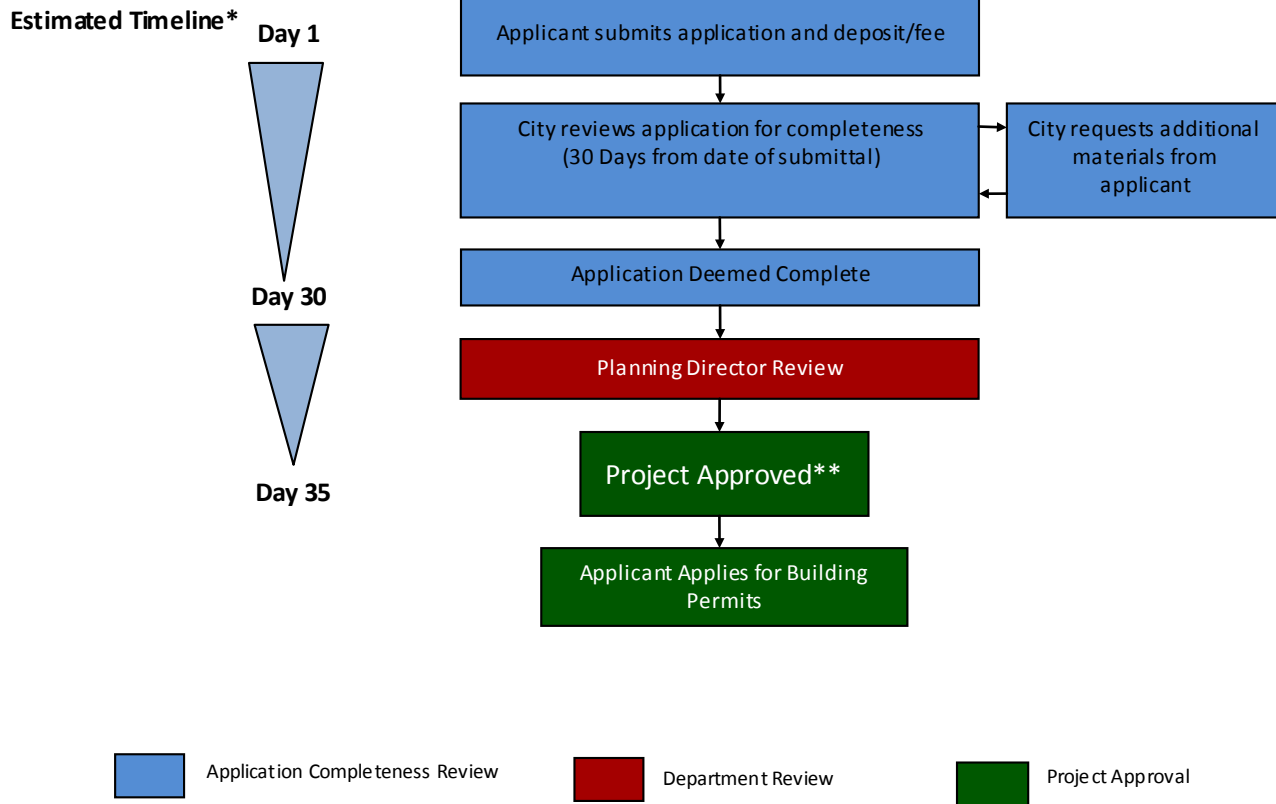 Estimated Timeline*
Day 1
Applicant submits application and deposit/fee
City reviews application for completeness
(30 Days from date of submittal)
City requests additional
materials from
applicant
Application Deemed Complete
Day 30
Planning Director Review
Project Approved**
Day 35
Applicant Applies for Building
Permits
Application Completeness Review
Department Review
Project Approval